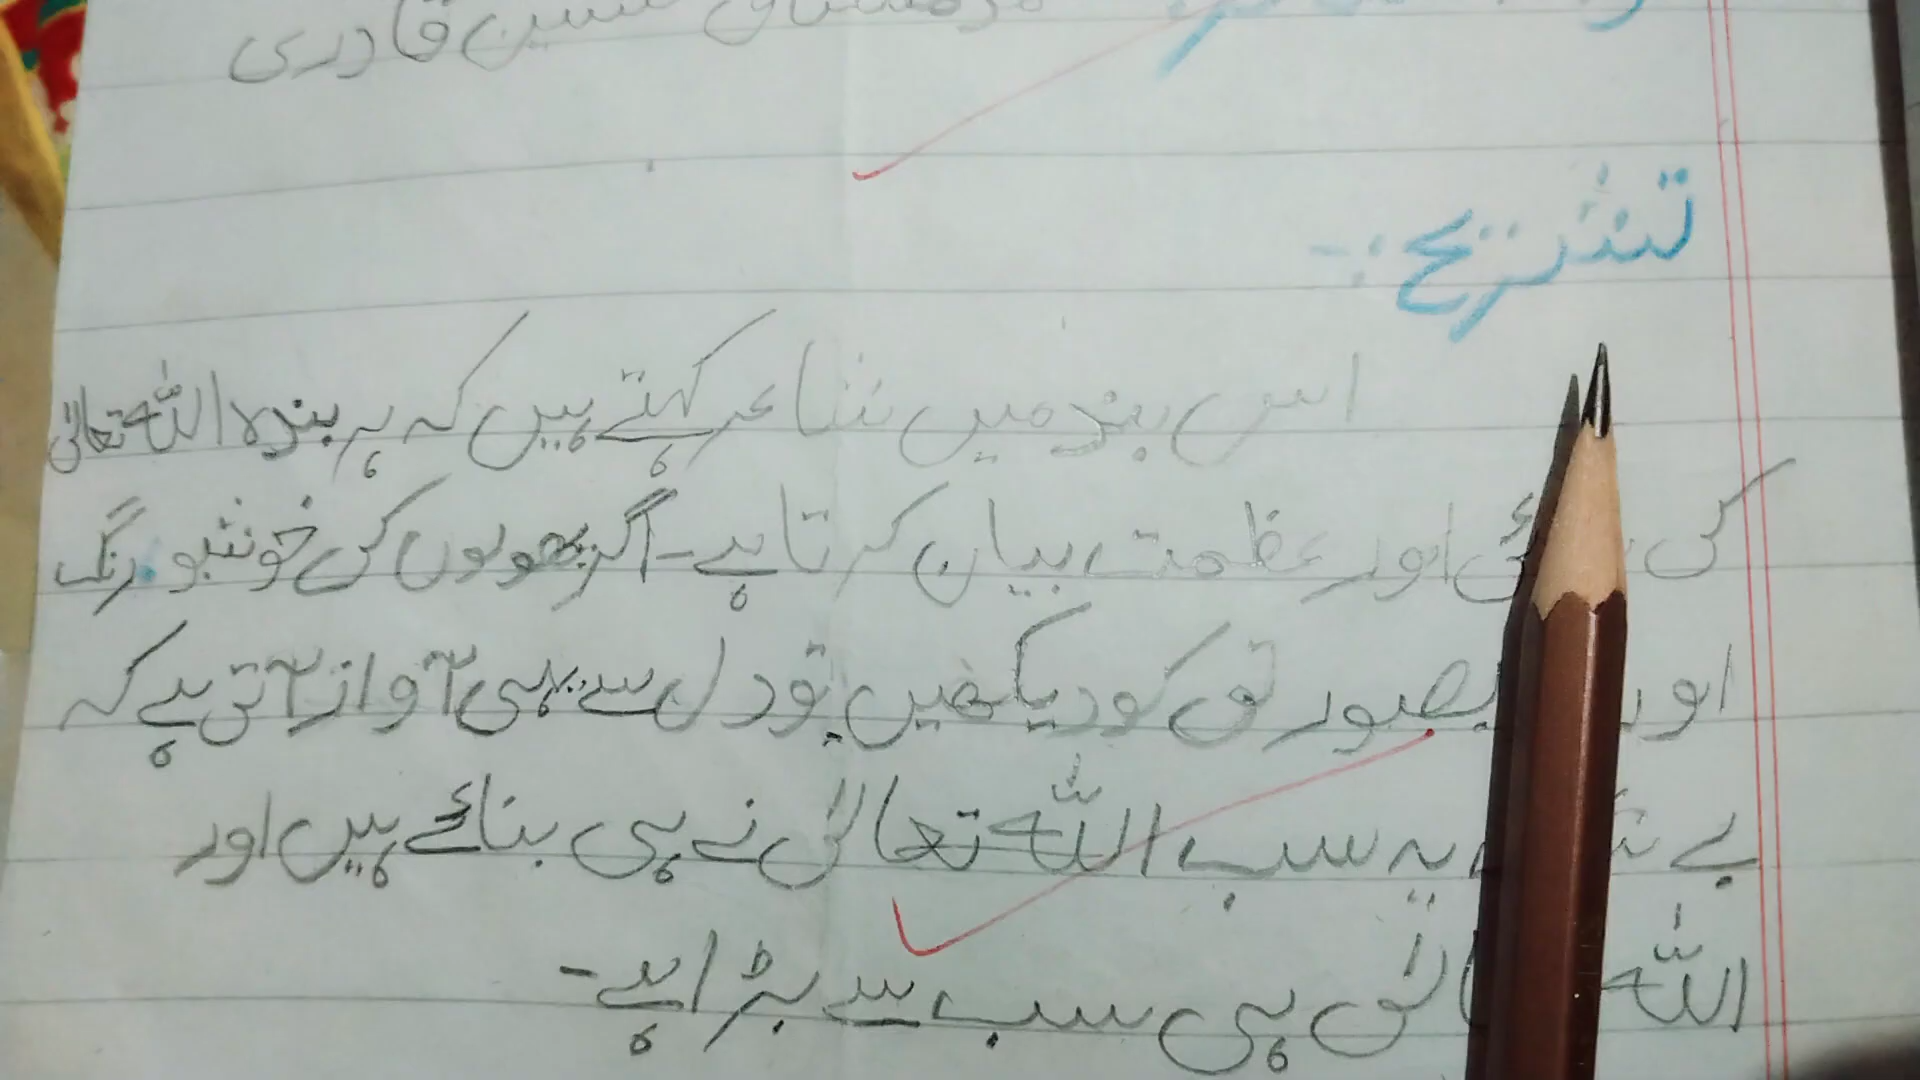 حسین قادری
تشریح:-
اس بند میں شاعر کہتے ہیں کہ ہر بندہ اللہ تعالیٰ
کی اور عظمت بیان کرتا ہے - اگر پھولوں کی خوشبو، رنگ
اور کو دیکھیں تو دل سے یہی آواز آتی ہے کہ
بے یہ سب اللہ تعالیٰ نے ہی بنائے ہیں اور
اللہ ہی سب سے بڑا ہے -